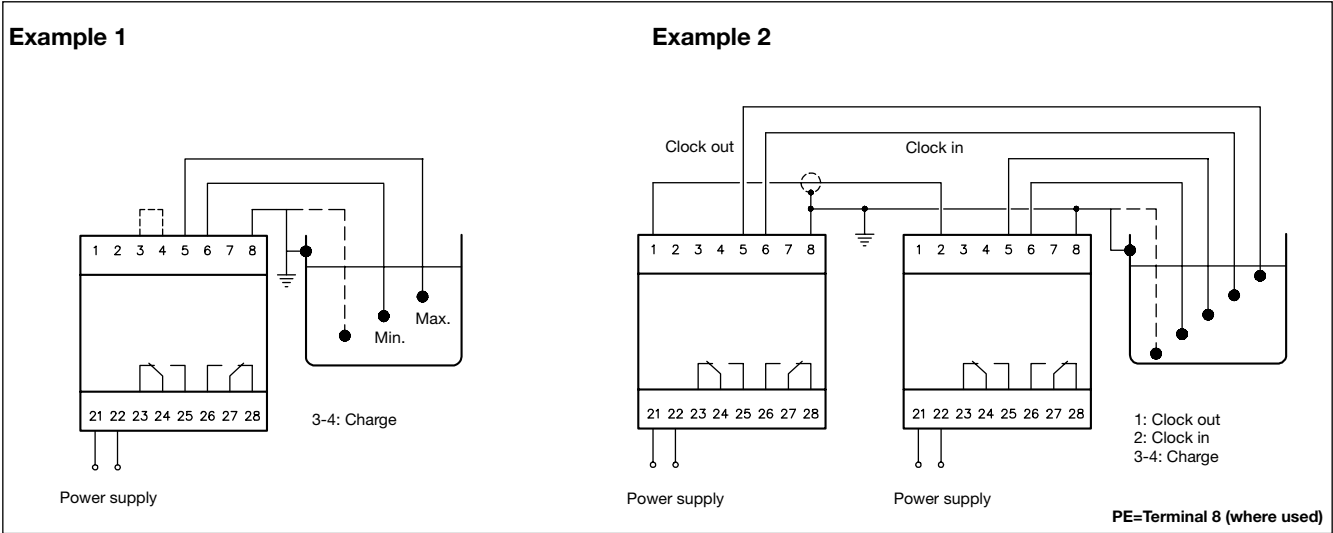 Example 1
Example 2
Clock out
Clock in
1 2 3 4 5 6 7 8
1 2 3 4 5 6 7 8
1 2 3 4 5 6 7 8
Max.
Min.
21 22 23 24 25 26 27 28
3-4: Charge
21 22 23 24 25 26 27 28
21 22 23 24 25 26 27 28
1: Clock out
2: Clock in
3-4: Charge
Power supply
Power supply
Power supply
PE=Terminal 8 (where used)